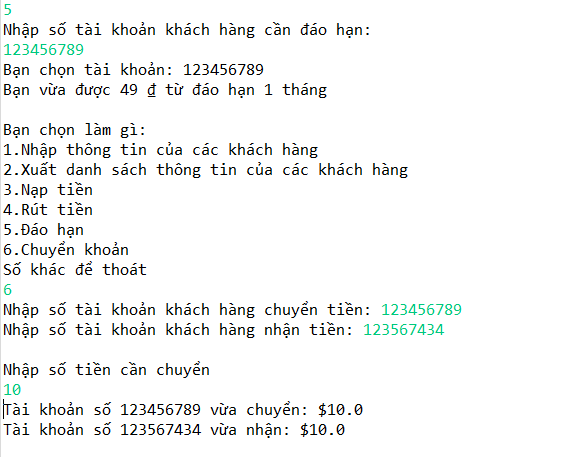 5
Nhập số tài khoản khách hàng cần đáo hạn:
123456789
Bạn chọn tài khoản: 123456789
Bạn vừa được 49 ₫ từ đáo hạn 1 tháng
Bạn chọn làm gì:
1.Nhập thông tin của các khách hàng
2.Xuất danh sách thông tin của các khách hàng
3.Nạp tiền
4.Rút tiền
5.Đáo hạn
6.Chuyển khoản
Số khác để thoát
6
Nhập số tài khoản khách hàng chuyển tiền: 123456789
Nhập số tài khoản khách hàng nhận tiền: 123567434
Nhập số tiền cần chuyển
10
Tài khoản số 123456789 vừa chuyển: $10.0
Tài khoản số 123567434 vừa nhận: $10.0